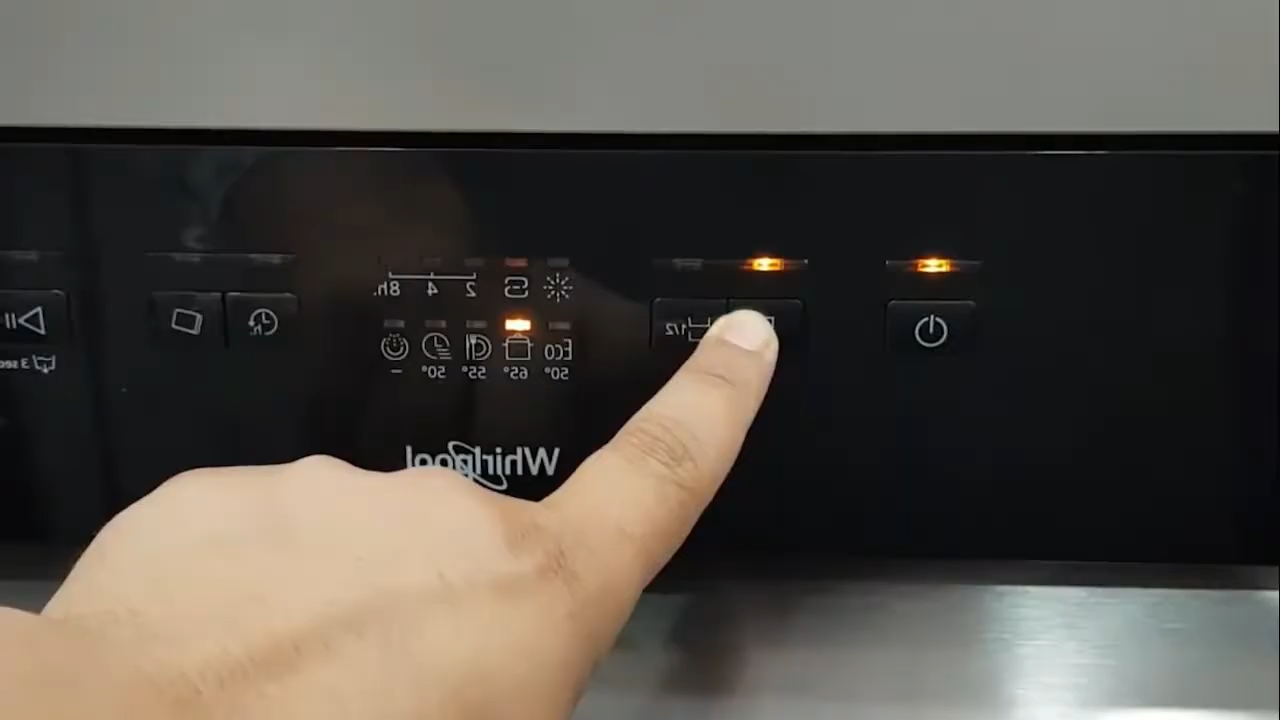 2 4 8h.
1/2
Eco
50° 65° 55° 50° –
3 sec
Whirlpool